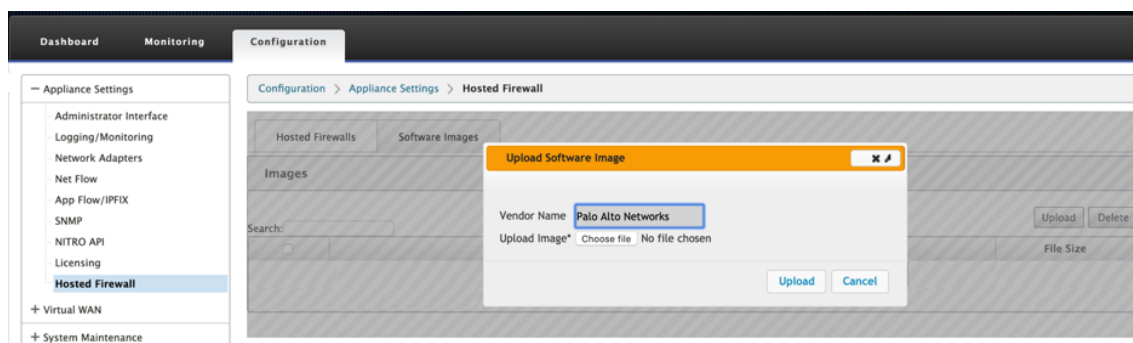 Dashboard Monitoring Configuration
— Appliance Settings
Administrator Interface
Logging/Monitoring
Network Adapters
Net Flow
App Flow/IPFIX
SNMP
NITRO API
Licensing
Hosted Firewall
+ Virtual WAN
+ System Maintenance
Configuration > Appliance Settings > Hosted Firewall
Hosted Firewalls Software Images
Images
Search:
Upload Delete
File Size
Upload Software Image
Vendor Name Palo Alto Networks
Upload Image* Choose file No file chosen
Upload Cancel